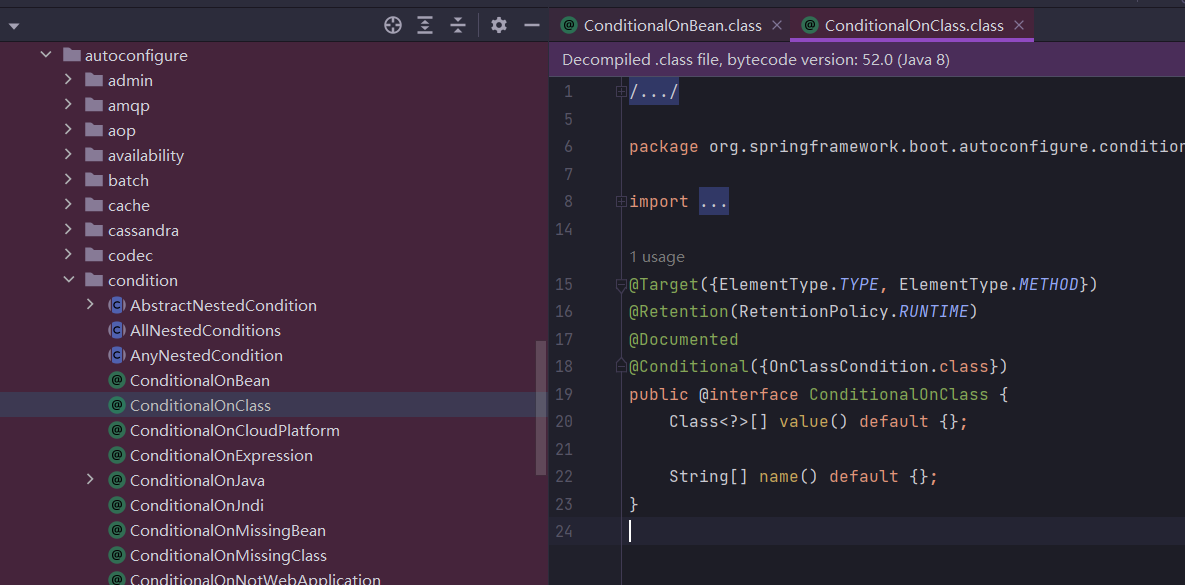 autoconfigure
admin
amqp
aop
availability
batch
cache
cassandra
codec
condition
AbstractNestedCondition
AllNestedConditions
AnyNestedCondition
ConditionalOnBean
ConditionalOnClass
ConditionalOnCloudPlatform
ConditionalOnExpression
ConditionalOnJava
ConditionalOnJndi
ConditionalOnMissingBean
ConditionalOnMissingClass
ConditionalOnNotWebApplication
ConditionalOnBean.class ConditionalOnClass.class
Decompiled .class file, bytecode version: 52.0 (Java 8)
1 /.../
5
6 package org.springframework.boot.autoconfigure.condition
7
8 import ...
14
1 usage
15 @Target({ElementType.TYPE, ElementType.METHOD})
16 @Retention(RetentionPolicy.RUNTIME)
17 @Documented
18 @Conditional({OnClassCondition.class})
19 public @interface ConditionalOnClass {
20 Class<?>[] value() default {};
21
22 String[] name() default {};
23 }
24